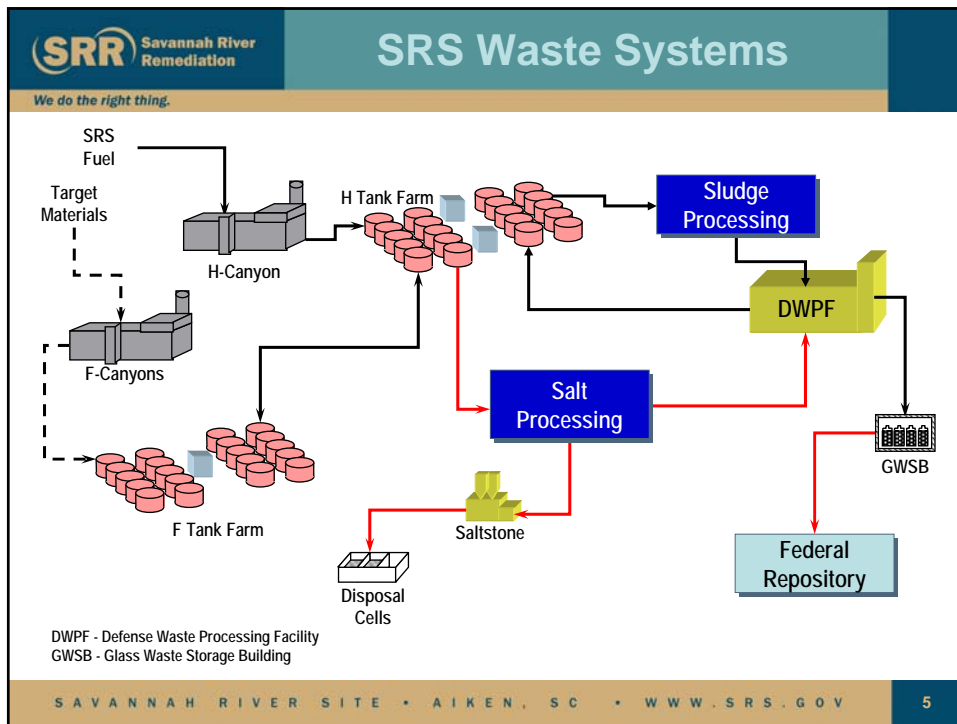 SRR Savannah River
Remediation
SRS Waste Systems
We do the right thing.
SRS
Fuel
Target
Materials
H-Canyon
F-Canyons
H Tank Farm
F Tank Farm
Sludge
Processing
DWPF
Salt
Processing
GWSB
Saltstone
Disposal
Cells
Federal
Repository
DWPF - Defense Waste Processing Facility
GWSB - Glass Waste Storage Building
SAVANNAH RIVER SITE • AIKEN, SC • WWW.SRS.GOV
5